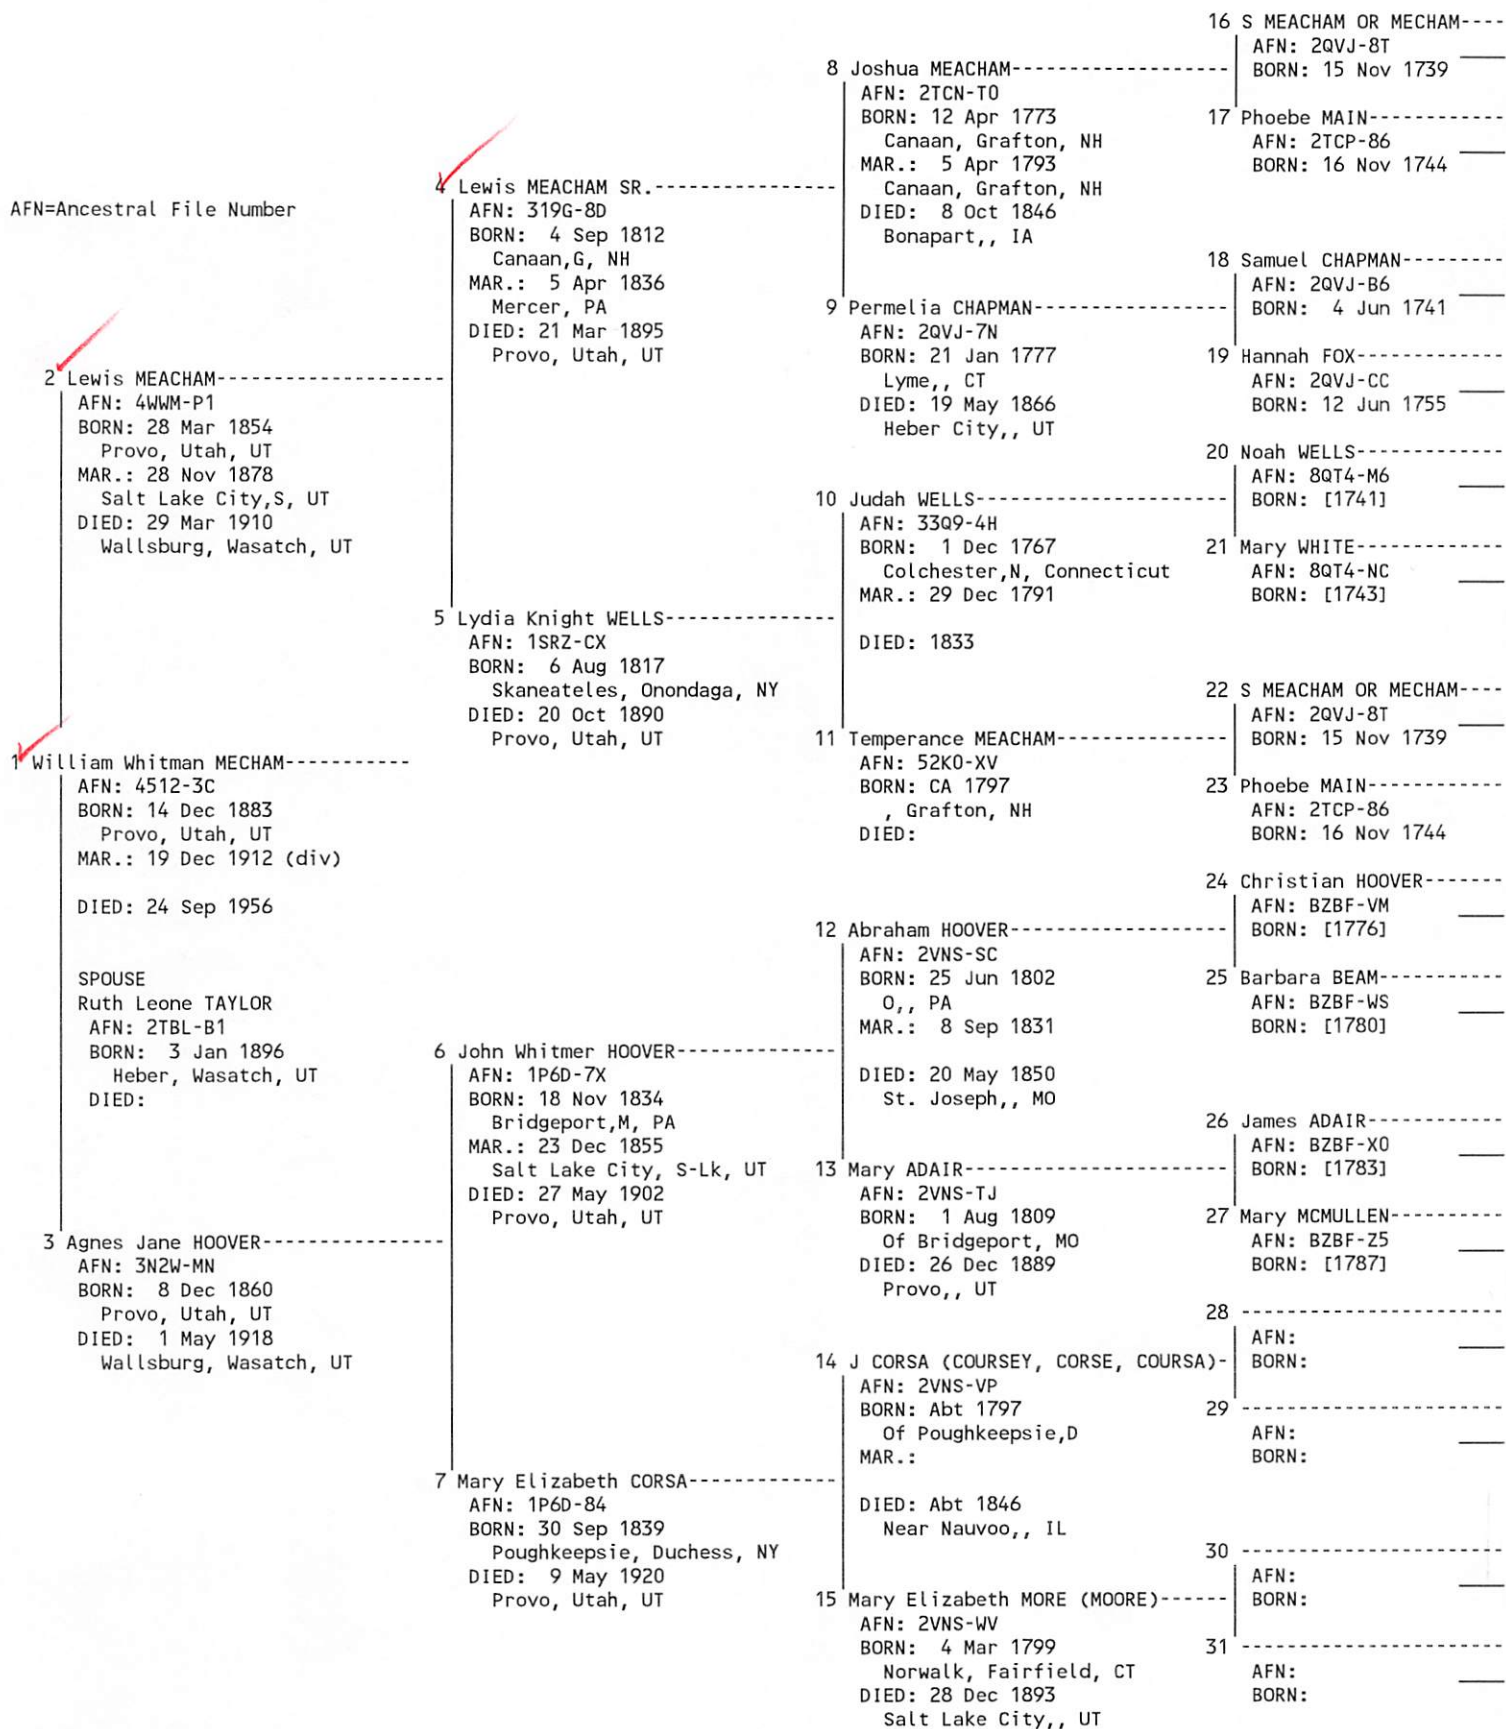 AFN=Ancestral File Number
1 William Whitman MECHAM-----------
AFN: 4512-3C
BORN: 14 Dec 1883
Provo, Utah, UT
MAR.: 19 Dec 1912 (div)
DIED: 24 Sep 1956
SPOUSE
Ruth Leone TAYLOR
AFN: 2TBL-B1
BORN: 3 Jan 1896
Heber, Wasatch, UT
DIED:
2 Lewis MEACHAM--------------------
AFN: 4WWM-P1
BORN: 28 Mar 1854
Provo, Utah, UT
MAR.: 28 Nov 1878
Salt Lake City,S, UT
DIED: 29 Mar 1910
Wallsburg, Wasatch, UT
3 Agnes Jane HOOVER----------------
AFN: 3N2W-MN
BORN: 8 Dec 1860
Provo, Utah, UT
DIED: 1 May 1918
Wallsburg, Wasatch, UT
4 Lewis MEACHAM SR.----------------
AFN: 319G-8D
BORN: 4 Sep 1812
Canaan,G, NH
MAR.: 5 Apr 1836
Mercer, PA
DIED: 21 Mar 1895
Provo, Utah, UT
5 Lydia Knight WELLS---------------
AFN: 1SRZ-CX
BORN: 6 Aug 1817
Skaneateles, Onondaga, NY
DIED: 20 Oct 1890
Provo, Utah, UT
6 John Whitmer HOOVER--------------
AFN: 1P6D-7X
BORN: 18 Nov 1834
Bridgeport,M, PA
MAR.: 23 Dec 1855
Salt Lake City, S-Lk, UT
DIED: 27 May 1902
Provo, Utah, UT
7 Mary Elizabeth CORSA-------------
AFN: 1P6D-84
BORN: 30 Sep 1839
Poughkeepsie, Duchess, NY
DIED: 9 May 1920
Provo, Utah, UT
8 Joshua MEACHAM-------------------
AFN: 2TCN-T0
BORN: 12 Apr 1773
Canaan, Grafton, NH
MAR.: 5 Apr 1793
Canaan, Grafton, NH
DIED: 8 Oct 1846
Bonapart,, IA
9 Permelia CHAPMAN-----------------
AFN: 2QVJ-7N
BORN: 21 Jan 1777
Lyme,, CT
DIED: 19 May 1866
Heber City,, UT
10 Judah WELLS----------------------
AFN: 33Q9-4H
BORN: 1 Dec 1767
Colchester,N, Connecticut
MAR.: 29 Dec 1791
DIED: 1833
11 Temperance MEACHAM---------------
AFN: 52K0-XV
BORN: CA 1797
, Grafton, NH
DIED:
12 Abraham HOOVER-------------------
AFN: 2VNS-SC
BORN: 25 Jun 1802
O,, PA
MAR.: 8 Sep 1831
DIED: 20 May 1850
St. Joseph,, MO
13 Mary ADAIR-----------------------
AFN: 2VNS-TJ
BORN: 1 Aug 1809
Of Bridgeport, MO
DIED: 26 Dec 1889
Provo,, UT
14 J CORSA (COURSEY, CORSE, COURSA)-
AFN: 2VNS-VP
BORN: Abt 1797
Of Poughkeepsie,D
MAR.:
DIED: Abt 1846
Near Nauvoo,, IL
15 Mary Elizabeth MORE (MOORE)------
AFN: 2VNS-WV
BORN: 4 Mar 1799
Norwalk, Fairfield, CT
DIED: 28 Dec 1893
Salt Lake City,, UT
16 S MEACHAM OR MECHAM----
AFN: 2QVJ-8T
BORN: 15 Nov 1739
17 Phoebe MAIN------------
AFN: 2TCP-86
BORN: 16 Nov 1744
18 Samuel CHAPMAN---------
AFN: 2QVJ-B6
BORN: 4 Jun 1741
19 Hannah FOX-------------
AFN: 2QVJ-CC
BORN: 12 Jun 1755
20 Noah WELLS-------------
AFN: 8QT4-M6
BORN: [1741]
21 Mary WHITE-------------
AFN: 8QT4-NC
BORN: [1743]
22 S MEACHAM OR MECHAM----
AFN: 2QVJ-8T
BORN: 15 Nov 1739
23 Phoebe MAIN------------
AFN: 2TCP-86
BORN: 16 Nov 1744
24 Christian HOOVER-------
AFN: BZBF-VM
BORN: [1776]
25 Barbara BEAM-----------
AFN: BZBF-WS
BORN: [1780]
26 James ADAIR------------
AFN: BZBF-X0
BORN: [1783]
27 Mary MCMULLEN----------
AFN: BZBF-Z5
BORN: [1787]
28 -----------------------
AFN:
BORN:
29 -----------------------
AFN:
BORN:
30 -----------------------
AFN:
BORN:
31 -----------------------
AFN:
BORN: